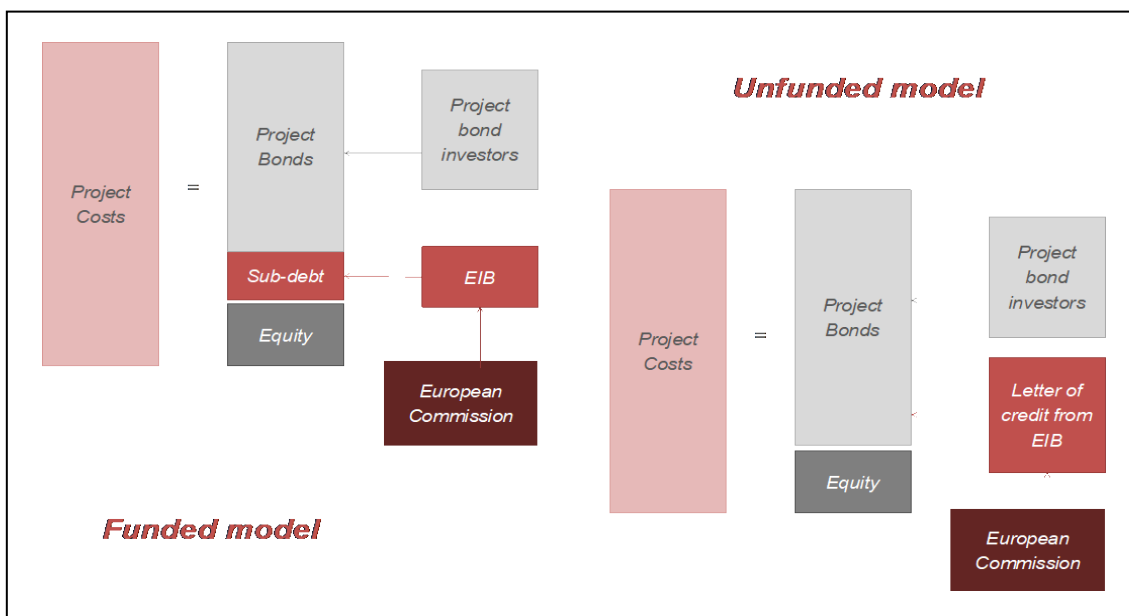 Project
Costs
=
Project
Bonds
Sub-debt
Equity
Project
bond
investors
EIB
European
Commission
Funded model
Unfunded model
Project
Costs
=
Project
Bonds
Equity
Project
bond
investors
Letter of
credit from
EIB
European
Commission